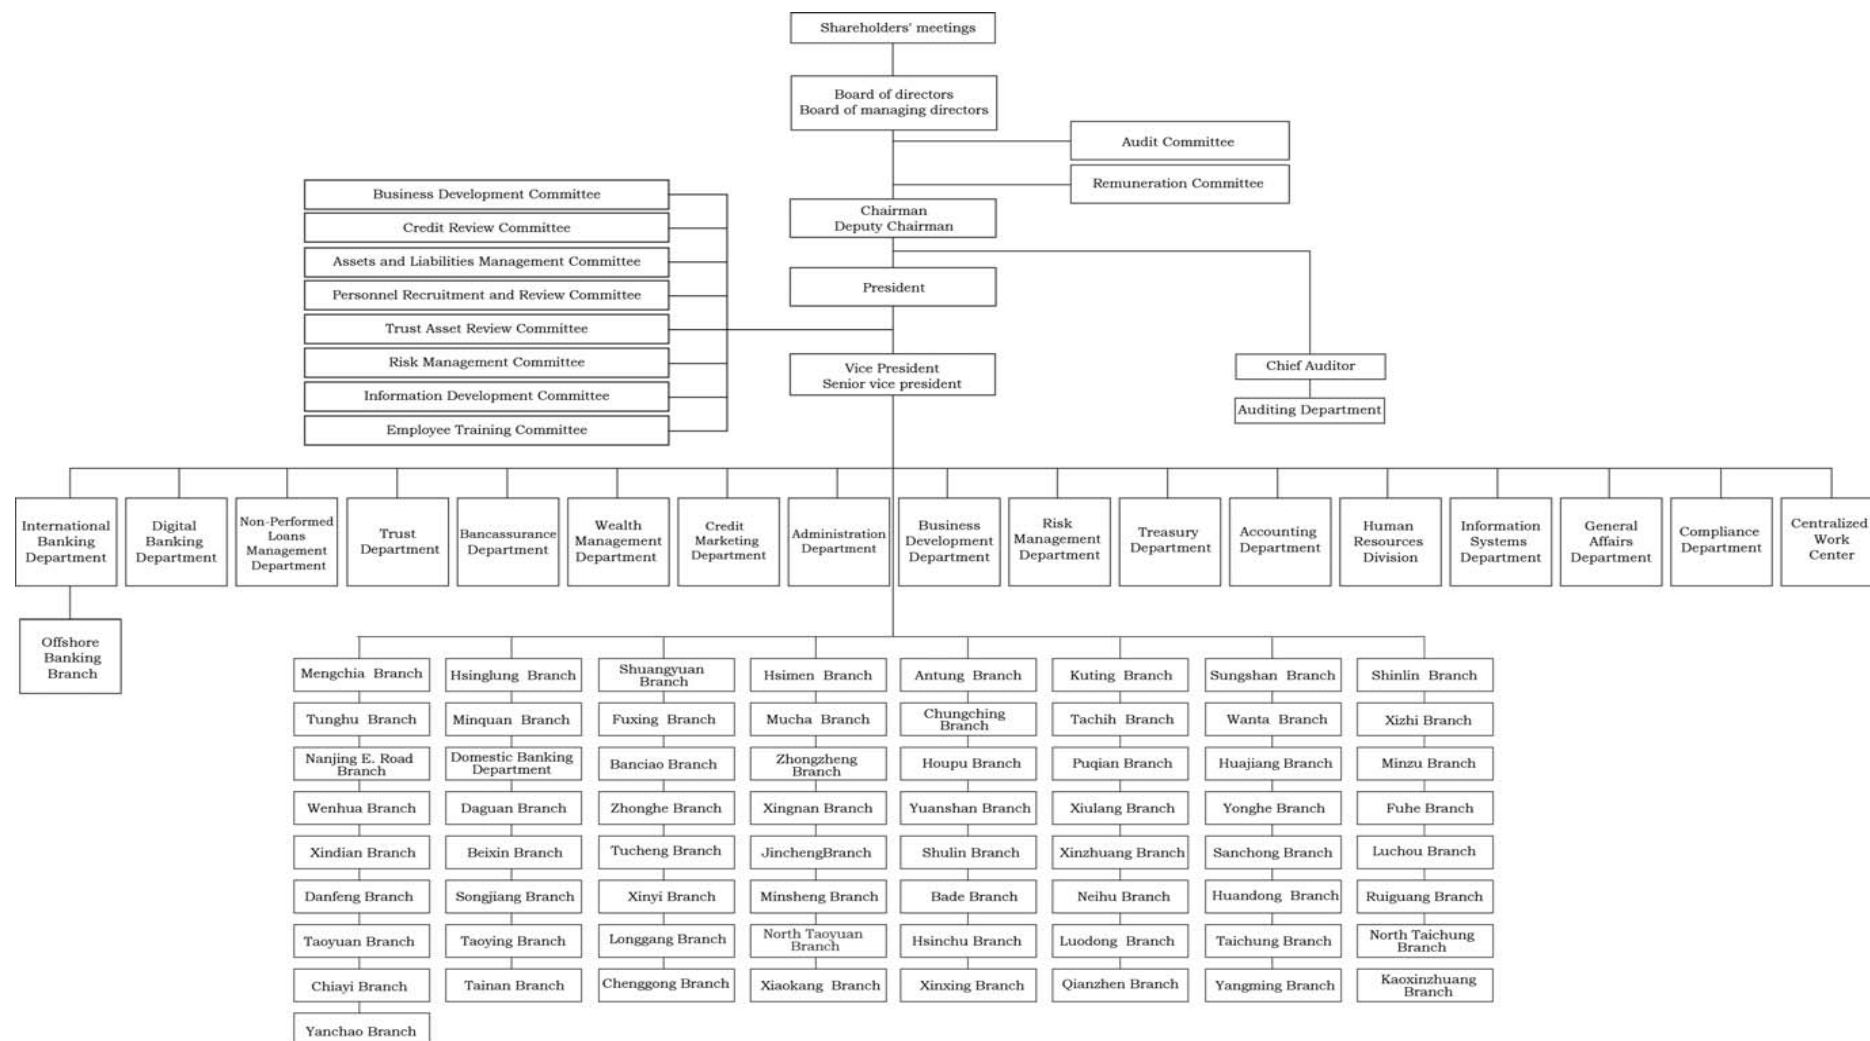 Shareholders' meetings
Board of directors
Board of managing directors
Audit Committee
Remuneration Committee
Business Development Committee
Credit Review Committee
Assets and Liabilities Management Committee
Personnel Recruitment and Review Committee
Trust Asset Review Committee
Risk Management Committee
Information Development Committee
Employee Training Committee
Chairman
Deputy Chairman
President
Vice President
Senior vice president
Chief Auditor
Auditing Department
International
Banking
Department
Digital
Banking
Department
Non-Performed
Loans
Management
Department
Trust
Department
Bancassurance
Department
Wealth
Management
Department
Credit
Marketing
Department
Administration
Department
Business
Development
Department
Risk
Management
Department
Treasury
Department
Accounting
Department
Human
Resources
Division
Information
Systems
Department
General
Affairs
Department
Compliance
Department
Centralized
Work
Center
Offshore
Banking
Branch
Mengchia Branch
Hsinglung Branch
Shuangyuan
Branch
Hsimen Branch
Antung Branch
Kuting Branch
Sungshan Branch
Shinlin Branch
Tunghu Branch
Minquan Branch
Fuxing Branch
Mucha Branch
Chungching
Branch
Tachih Branch
Wanta Branch
Xizhi Branch
Nanjing E. Road
Branch
Domestic Banking
Department
Banciao Branch
Zhongzheng
Branch
Houpu Branch
Puqian Branch
Huajiang Branch
Minzu Branch
Wenhua Branch
Daguan Branch
Zhonghe Branch
Xingnan Branch
Yuanshan Branch
Xiulang Branch
Yonghe Branch
Fuhe Branch
Xindian Branch
Beixin Branch
Tucheng Branch
JinchengBranch
Shulin Branch
Xinzhuang Branch
Sanchong Branch
Luchou Branch
Danfeng Branch
Songjiang Branch
Xinyi Branch
Minsheng Branch
Bade Branch
Neihu Branch
Huandong Branch
Ruiguang Branch
Taoyuan Branch
Taoying Branch
Longgang Branch
North Taoyuan
Branch
Hsinchu Branch
Luodong Branch
Taichung Branch
North Taichung
Branch
Chiayi Branch
Tainan Branch
Chenggong Branch
Xiaokang Branch
Xinxing Branch
Qianzhen Branch
Yangming Branch
Kaoxinzhuang
Branch
Yanchao Branch